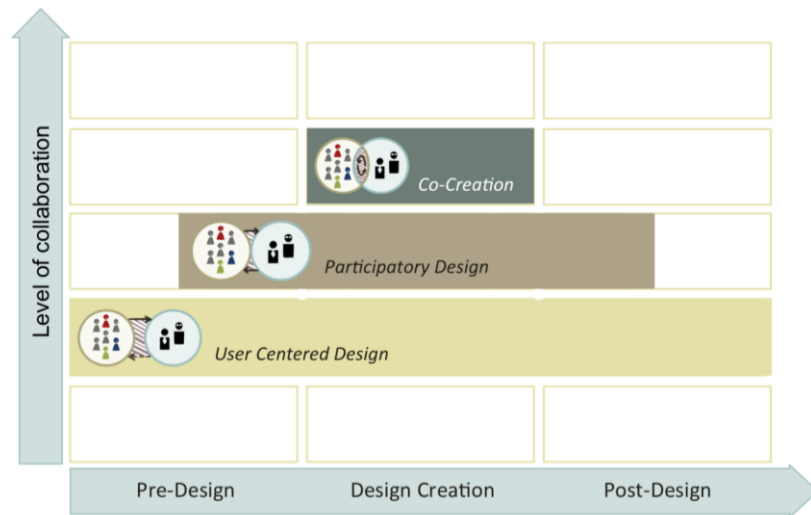 Level of collaboration
Co-Creation
Participatory Design
User Centered Design
Pre-Design
Design Creation
Post-Design